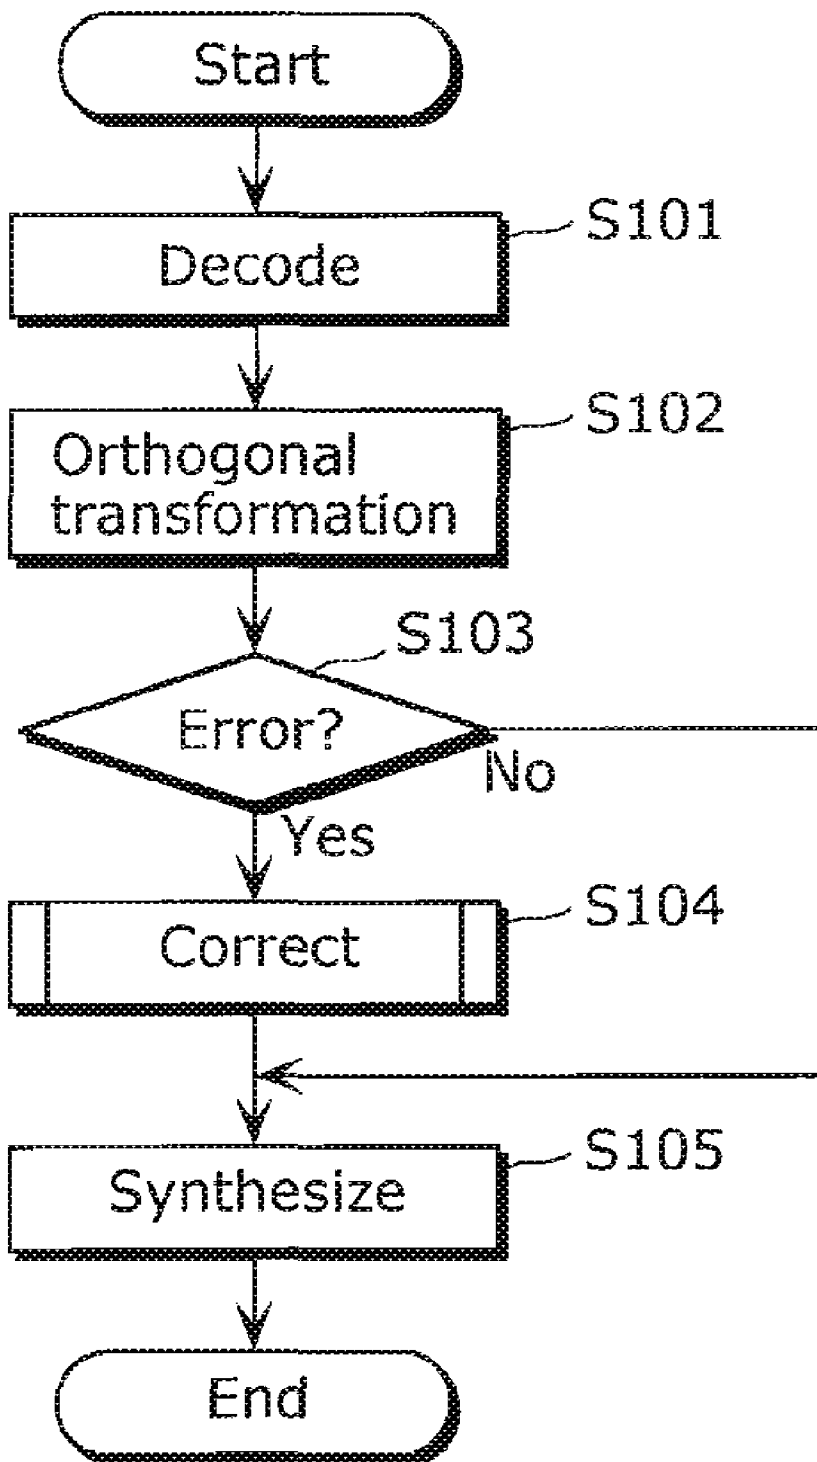 Start
S101
Decode
S102
Orthogonal
transformation
S103
Error?
No
Yes
S104
Correct
S105
Synthesize
End